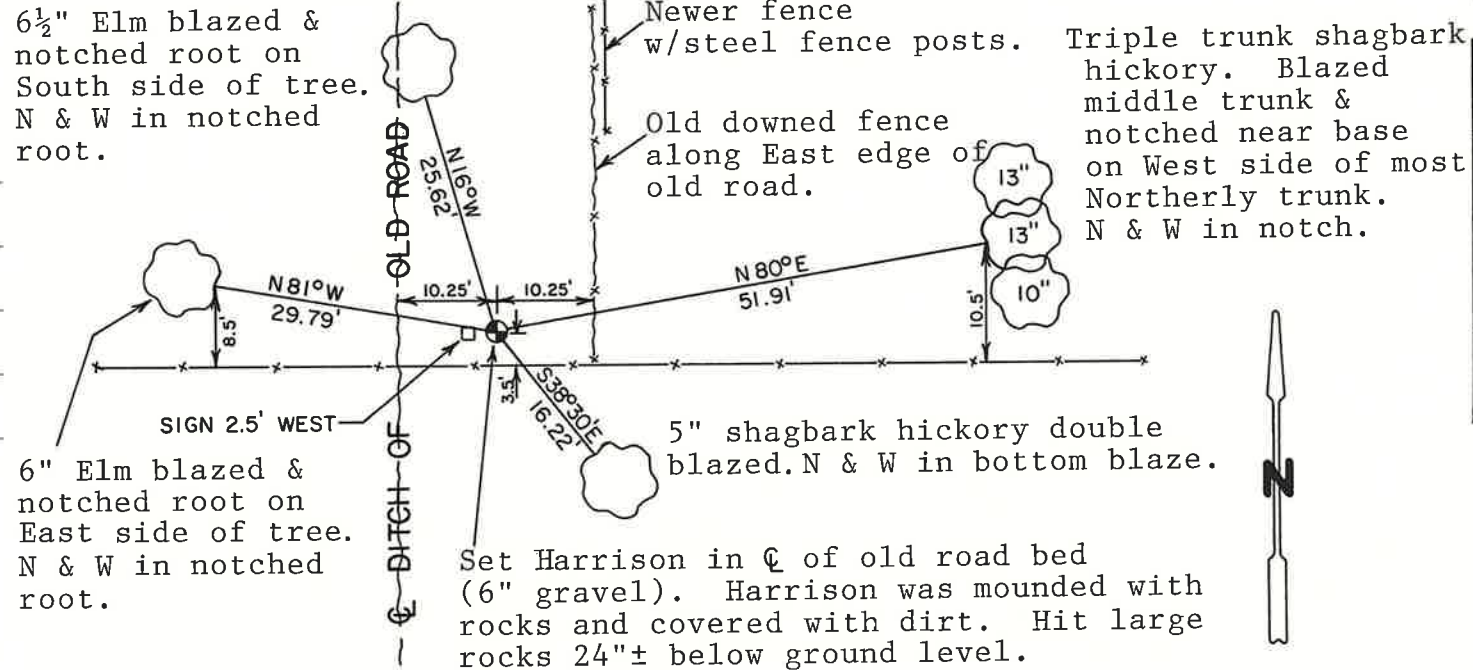 6½" Elm blazed &
notched root on
South side of tree.
N & W in notched
root.
Newer fence
w/steel fence posts.
Old downed fence
along East edge of
old road.
Triple trunk shagbark
hickory. Blazed
middle trunk &
notched near base
on West side of most
Northerly trunk.
N & W in notch.
N16°W
25.62'
13"
13"
10"
N81°W
29.79'
10.25'
10.25'
N80°E
51.91'
8.5'
10.5'
3.5'
S38°30'E
16.22'
SIGN 2.5' WEST
℄ DITCH OF OLD ROAD
6" Elm blazed &
notched root on
East side of tree.
N & W in notched
root.
5" shagbark hickory double
blazed. N & W in bottom blaze.
Set Harrison in ℄ of old road bed
(6" gravel). Harrison was mounded with
rocks and covered with dirt. Hit large
rocks 24"± below ground level.
N